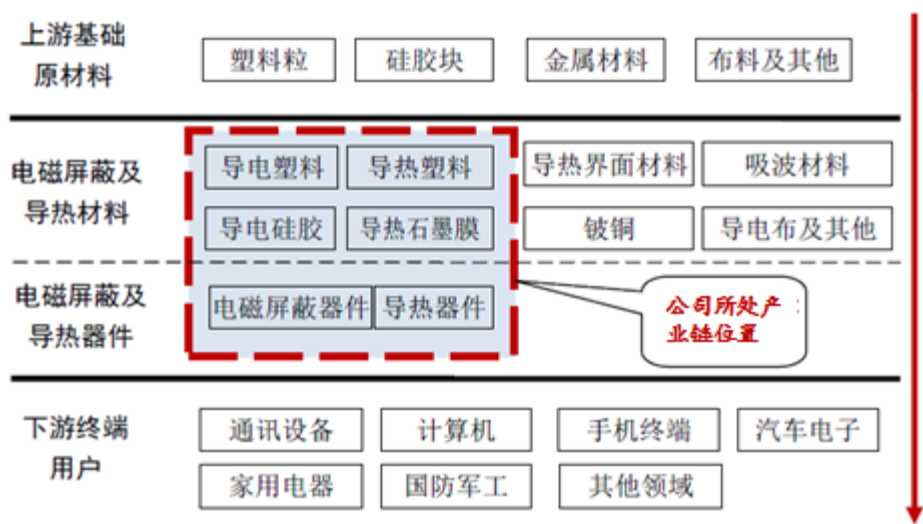 上游基础
原材料
塑料粒 硅胶块 金属材料 布料及其他
电磁屏蔽及
导热材料
导电塑料 导热塑料 导热界面材料 吸波材料
导电硅胶 导热石墨膜 铍铜 导电布及其他
电磁屏蔽及
导热器件
电磁屏蔽器件 导热器件
公司所处产
业链位置
下游终端
用户
通讯设备 计算机 手机终端 汽车电子
家用电器 国防军工 其他领域